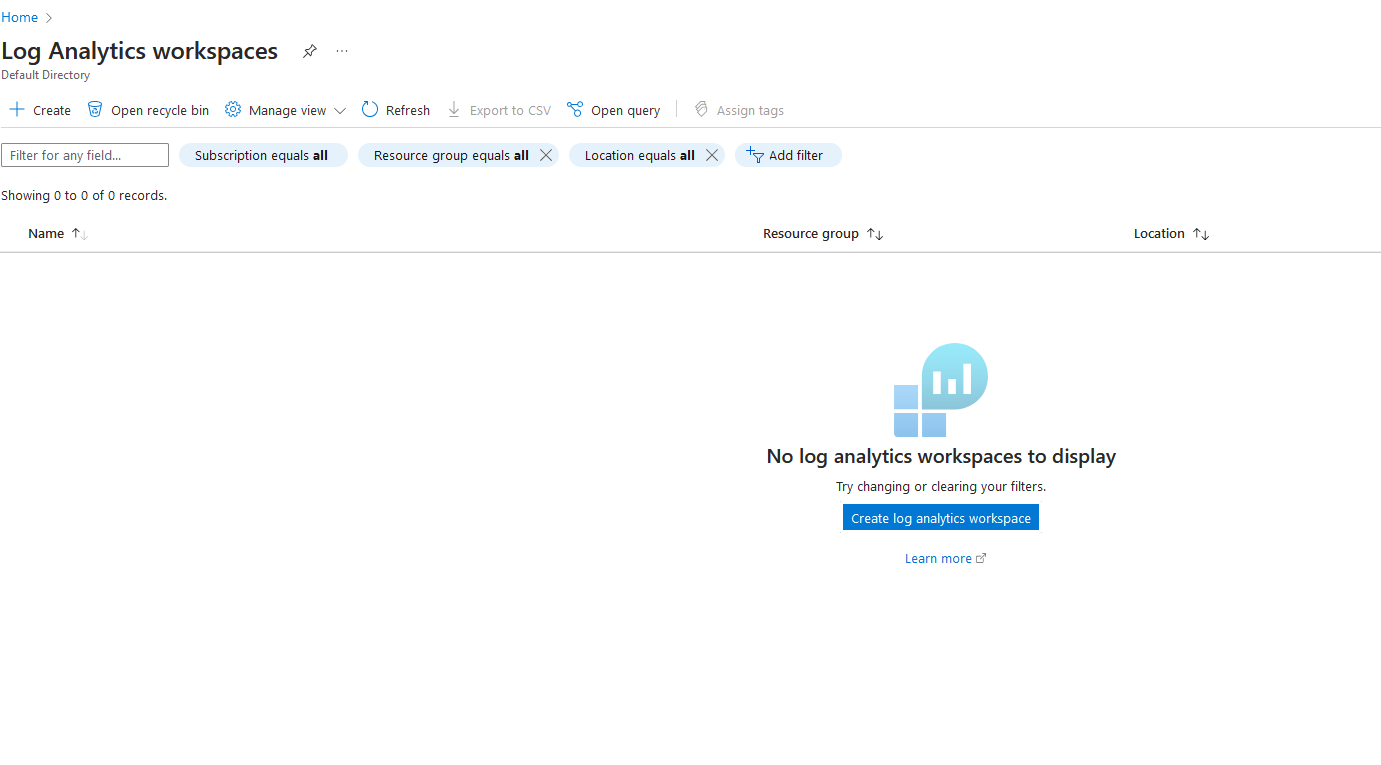 Home
Log Analytics workspaces ...
Default Directory
Create Open recycle bin Manage view Refresh Export to CSV Open query Assign tags
Filter for any field... Subscription equals all Resource group equals all Location equals all Add filter
Showing 0 to 0 of 0 records.
Name Resource group Location
No log analytics workspaces to display
Try changing or clearing your filters.
Create log analytics workspace
Learn more